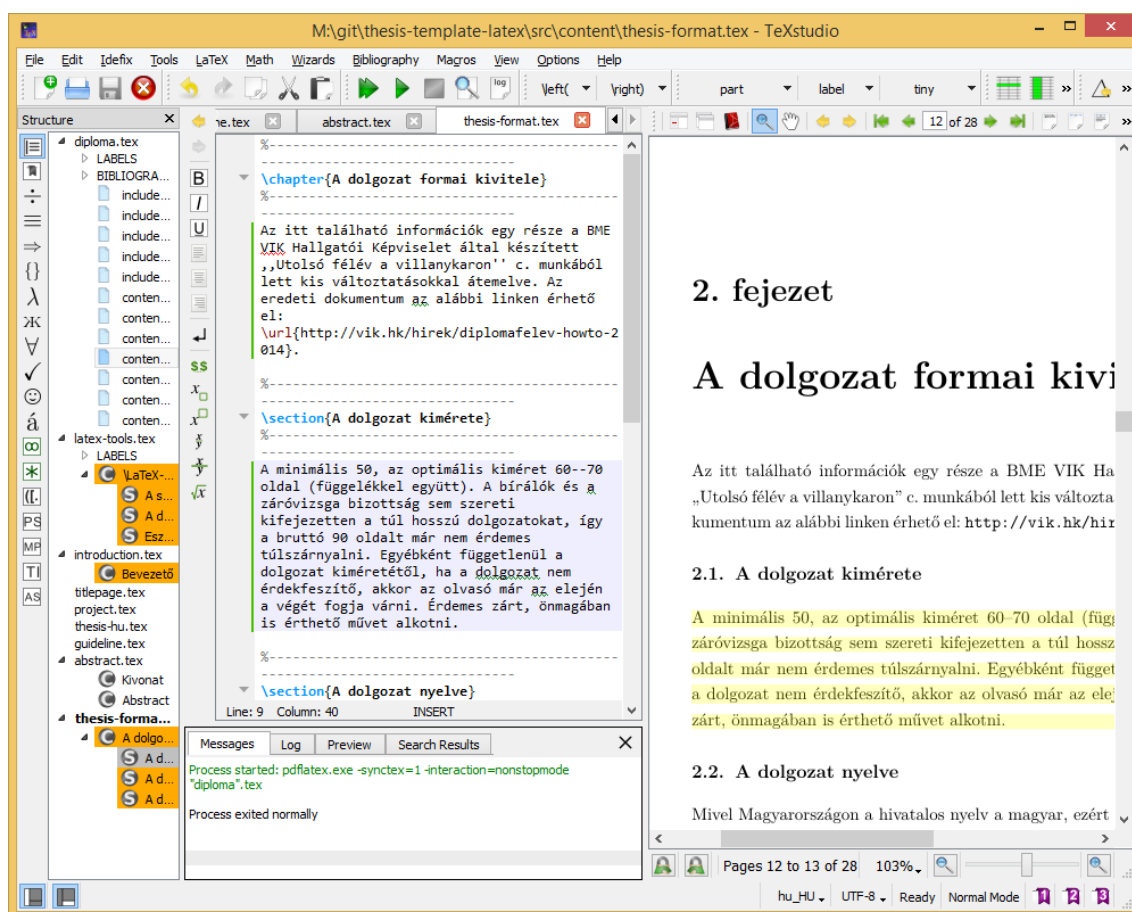 M:\git\thesis-template-latex\src\content\thesis-format.tex - TeXstudio
File Edit Idefix Tools LaTeX Math Wizards Bibliography Macros View Options Help
log \left( \right) part label tiny »  »
Structure
ne.tex abstract.tex thesis-format.tex
12 of 28 »
diploma.tex
LABELS
BIBLIOGRA...
include...
include...
include...
include...
include...
conten...
conten...
conten...
conten...
conten...
conten...
conten...
latex-tools.tex
LABELS
\LaTeX-...
A s...
A d...
Esz...
introduction.tex
Bevezető
titlepage.tex
project.tex
thesis-hu.tex
guideline.tex
abstract.tex
Kivonat
Abstract
thesis-forma...
A dolgo...
A d...
A d...
A d...
PS
MP
TI
AS
B
I
U
$$
%---------------------------------------------
--------------------------------
\chapter{A dolgozat formai kivitele}
%---------------------------------------------
--------------------------------
Az itt található információk egy része a BME
VIK Hallgatói Képviselet által készített
,,Utolsó félév a villanykaron'' c. munkából
lett kis változtatásokkal átemelve. Az
eredeti dokumentum az alábbi linken érhető
el:
\url{http://vik.hk/hirek/diplomafelev-howto-2
014}.
%---------------------------------------------
--------------------------------
\section{A dolgozat kimérete}
%---------------------------------------------
--------------------------------
A minimális 50, az optimális kiméret 60--70
oldal (függelékkel együtt). A bírálók és a
záróvizsga bizottság sem szereti
kifejezetten a túl hosszú dolgozatokat, így
a bruttó 90 oldalt már nem érdemes
túlszárnyalni. Egyébként függetlenül a
dolgozat kiméretétől, ha a dolgozat nem
érdekfeszítő, akkor az olvasó már az elején
a végét fogja várni. Érdemes zárt, önmagában
is érthető művet alkotni.
%---------------------------------------------
--------------------------------
\section{A dolgozat nyelve}
Line: 9 Column: 40 INSERT
Messages Log Preview Search Results
Process started: pdflatex.exe -synctex=1 -interaction=nonstopmode
"diploma".tex
Process exited normally
2. fejezet
A dolgozat formai kivi
Az itt található információk egy része a BME VIK Ha
„Utolsó félév a villanykaron” c. munkából lett kis változta
kumentum az alábbi linken érhető el: http://vik.hk/hir
2.1. A dolgozat kimérete
A minimális 50, az optimális kiméret 60–70 oldal (függ
záróvizsga bizottság sem szereti kifejezetten a túl hossz
oldalt már nem érdemes túlszárnyalni. Egyébként függet
a dolgozat nem érdekfeszítő, akkor az olvasó már az elej
zárt, önmagában is érthető művet alkotni.
2.2. A dolgozat nyelve
Mivel Magyarországon a hivatalos nyelv a magyar, ezért
Pages 12 to 13 of 28 103%
hu_HU UTF-8 Ready Normal Mode 1 2 3